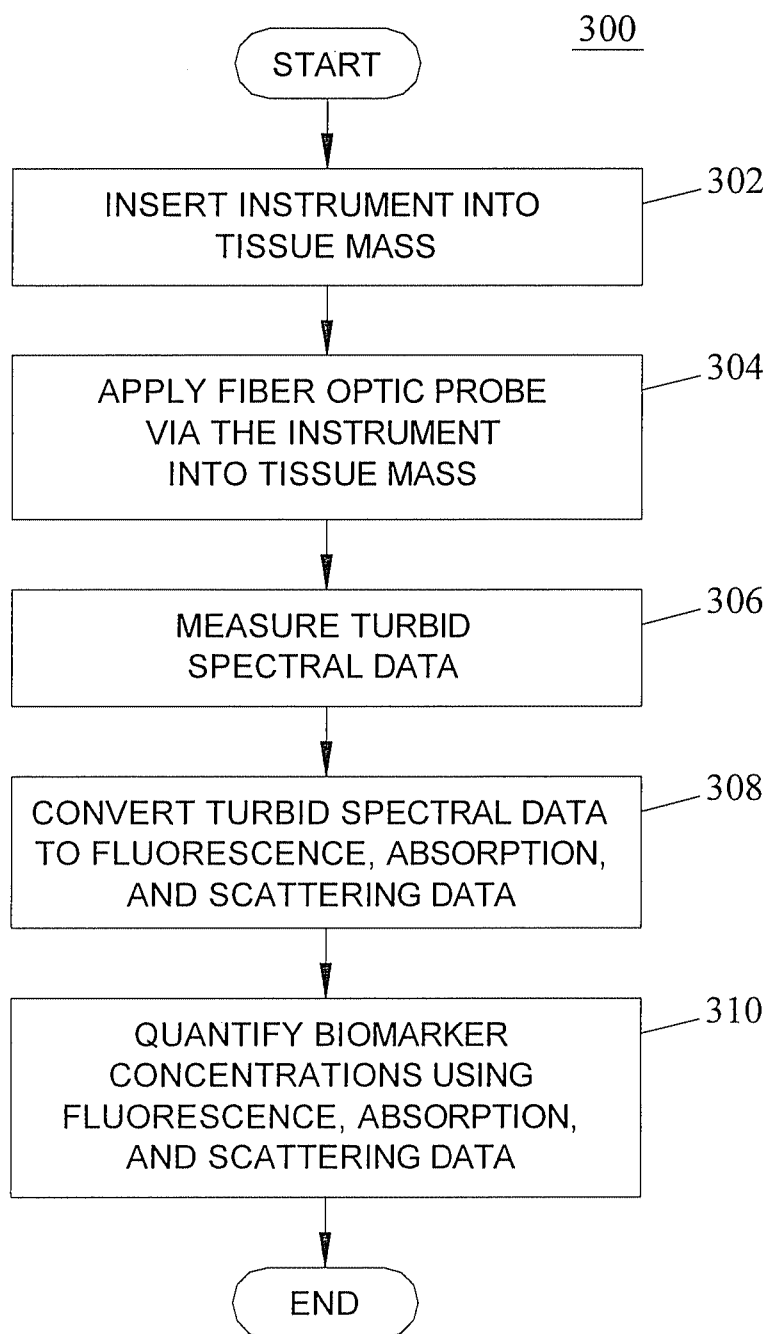 300
START
302
INSERT INSTRUMENT INTO
TISSUE MASS
304
APPLY FIBER OPTIC PROBE
VIA THE INSTRUMENT
INTO TISSUE MASS
306
MEASURE TURBID
SPECTRAL DATA
308
CONVERT TURBID SPECTRAL DATA
TO FLUORESCENCE, ABSORPTION,
AND SCATTERING DATA
310
QUANTIFY BIOMARKER
CONCENTRATIONS USING
FLUORESCENCE, ABSORPTION,
AND SCATTERING DATA
END